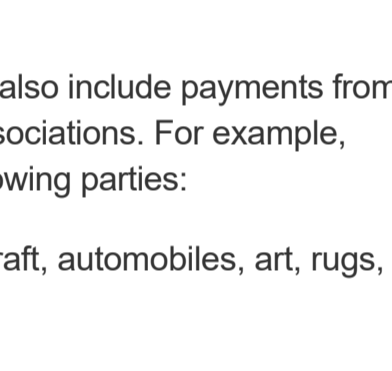 also include payments from
sociations. For example,
owing parties:
raft, automobiles, art, rugs,